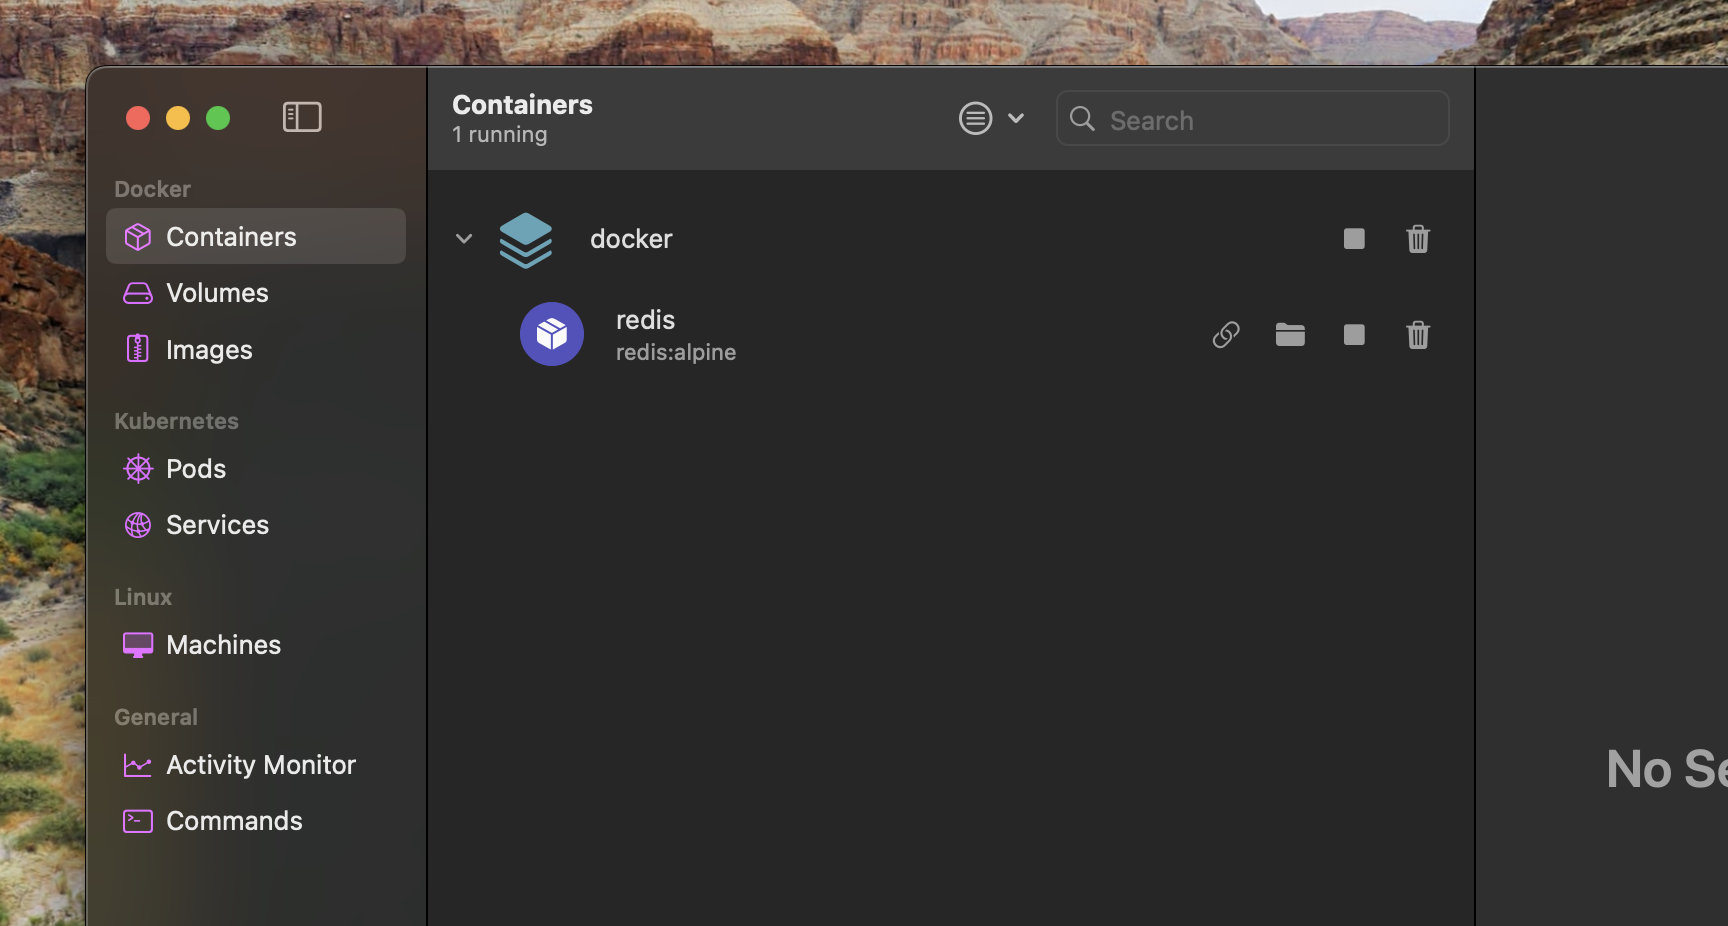 Containers
1 running
Search
Docker
Containers
Volumes
Images
Kubernetes
Pods
Services
Linux
Machines
General
Activity Monitor
Commands
docker
redis
redis:alpine
No Se